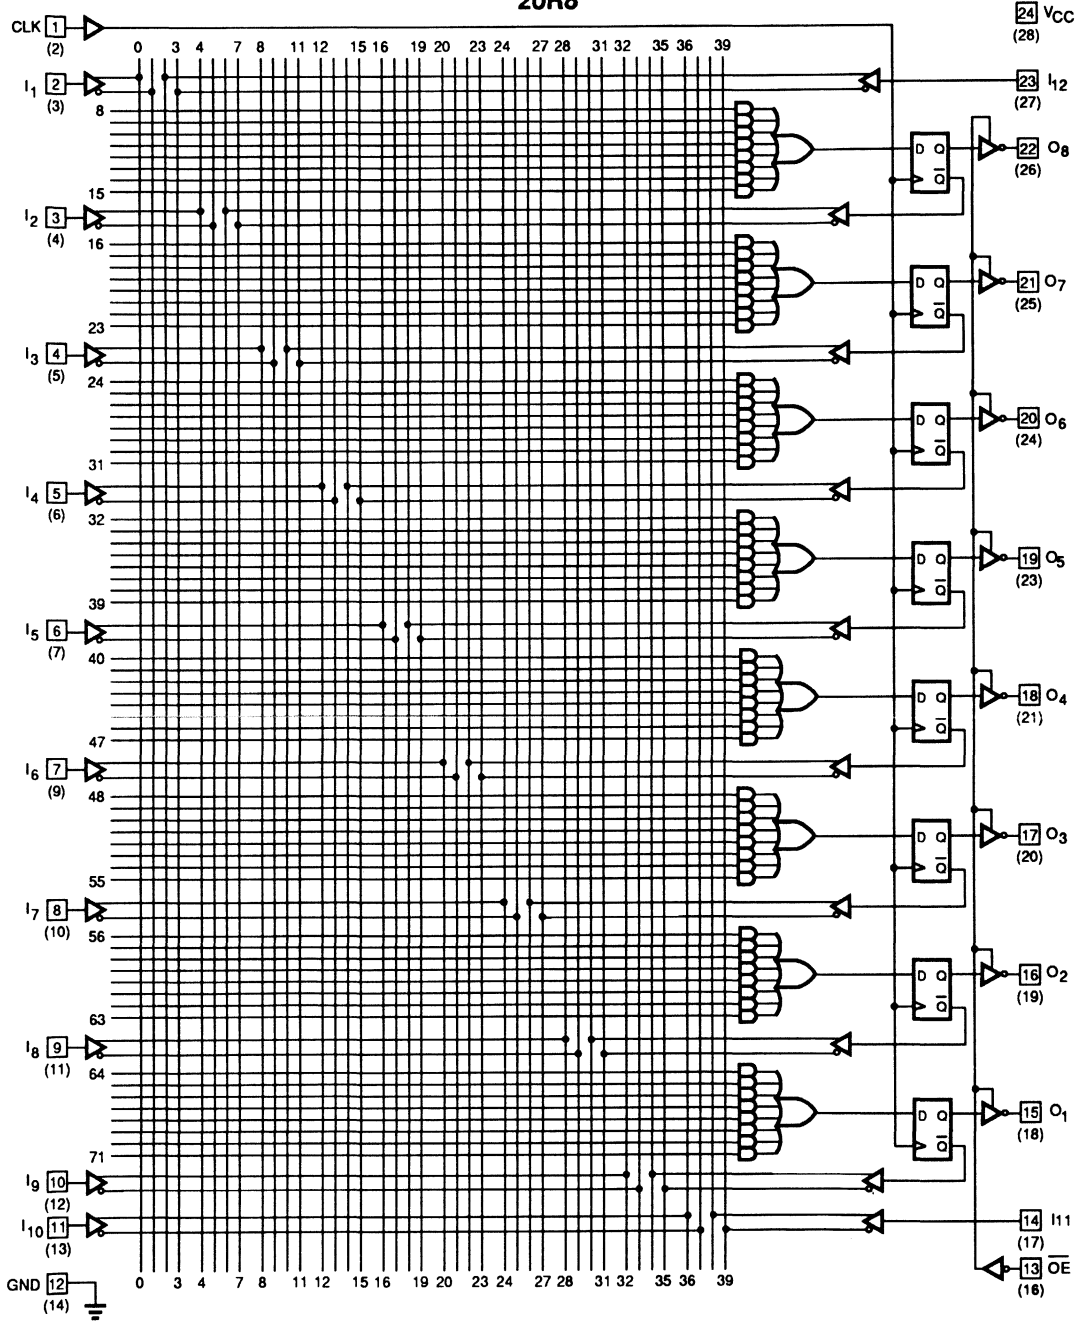 20R8
CLK 1
(2)
24 VCC
(28)
0 3 4 7 8 11 12 15 16 19 20 23 24 27 28 31 32 35 36 39
I1 2
(3)
23 I12
(27)
8
D Q
Q̅
22 O8
(26)
15
I2 3
(4)
16
D Q
Q̅
21 O7
(25)
23
I3 4
(5)
24
D Q
Q̅
20 O6
(24)
31
I4 5
(6)
32
D Q
Q̅
19 O5
(23)
39
I5 6
(7)
40
D Q
Q̅
18 O4
(21)
47
I6 7
(9)
48
D Q
Q̅
17 O3
(20)
55
I7 8
(10)
56
D Q
Q̅
16 O2
(19)
63
I8 9
(11)
64
D Q
Q̅
15 O1
(18)
71
I9 10
(12)
I10 11
(13)
14 I11
(17)
0 3 4 7 8 11 12 15 16 19 20 23 24 27 28 31 32 35 36 39
13 O̅E̅
(16)
GND 12
(14)